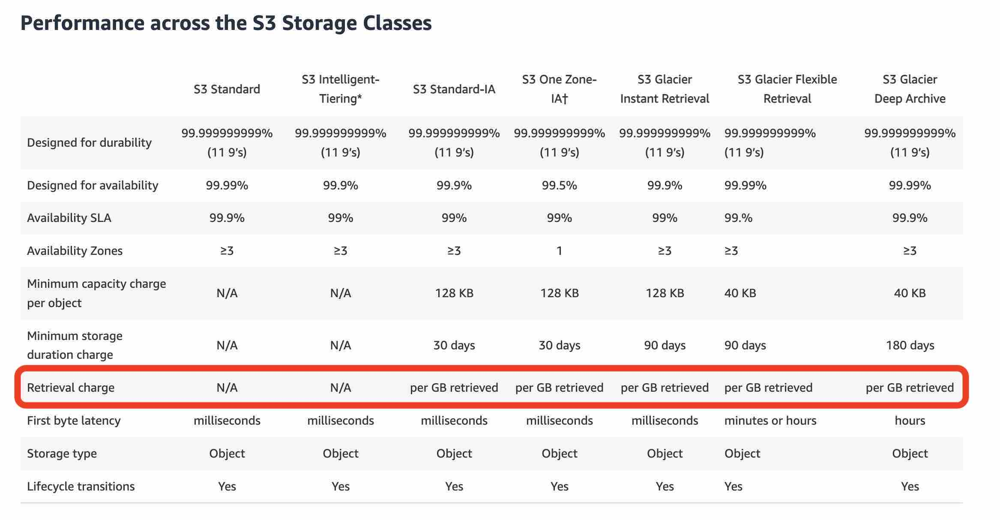 Performance across the S3 Storage Classes
S3 Standard S3 Intelligent-Tiering* S3 Standard-IA S3 One Zone-IA† S3 Glacier Instant Retrieval S3 Glacier Flexible Retrieval S3 Glacier Deep Archive
Designed for durability 99.999999999% (11 9’s) 99.999999999% (11 9’s) 99.999999999% (11 9’s) 99.999999999% (11 9’s) 99.999999999% (11 9’s) 99.999999999% (11 9’s) 99.999999999% (11 9’s)
Designed for availability 99.99% 99.9% 99.9% 99.5% 99.9% 99.99% 99.99%
Availability SLA 99.9% 99% 99% 99% 99% 99.% 99.9%
Availability Zones ≥3 ≥3 ≥3 1 ≥3 ≥3 ≥3
Minimum capacity charge per object N/A N/A 128 KB 128 KB 128 KB 40 KB 40 KB
Minimum storage duration charge N/A N/A 30 days 30 days 90 days 90 days 180 days
Retrieval charge N/A N/A per GB retrieved per GB retrieved per GB retrieved per GB retrieved per GB retrieved
First byte latency milliseconds milliseconds milliseconds milliseconds milliseconds minutes or hours hours
Storage type Object Object Object Object Object Object Object
Lifecycle transitions Yes Yes Yes Yes Yes Yes Yes